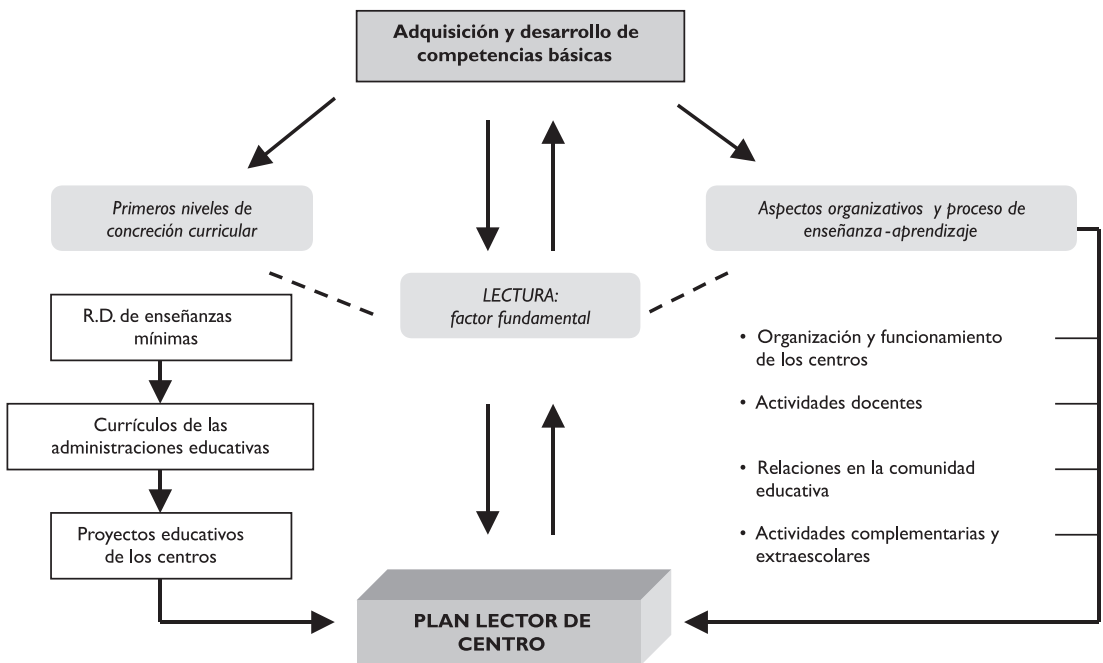 Adquisición y desarrollo de
competencias básicas
Primeros niveles de
concreción curricular
Aspectos organizativos y proceso de
enseñanza-aprendizaje
LECTURA:
factor fundamental
R.D. de enseñanzas
mínimas
Currículos de las
administraciones educativas
Proyectos educativos
de los centros
• Organización y funcionamiento
de los centros
• Actividades docentes
• Relaciones en la comunidad
educativa
• Actividades complementarias y
extraescolares
PLAN LECTOR DE
CENTRO